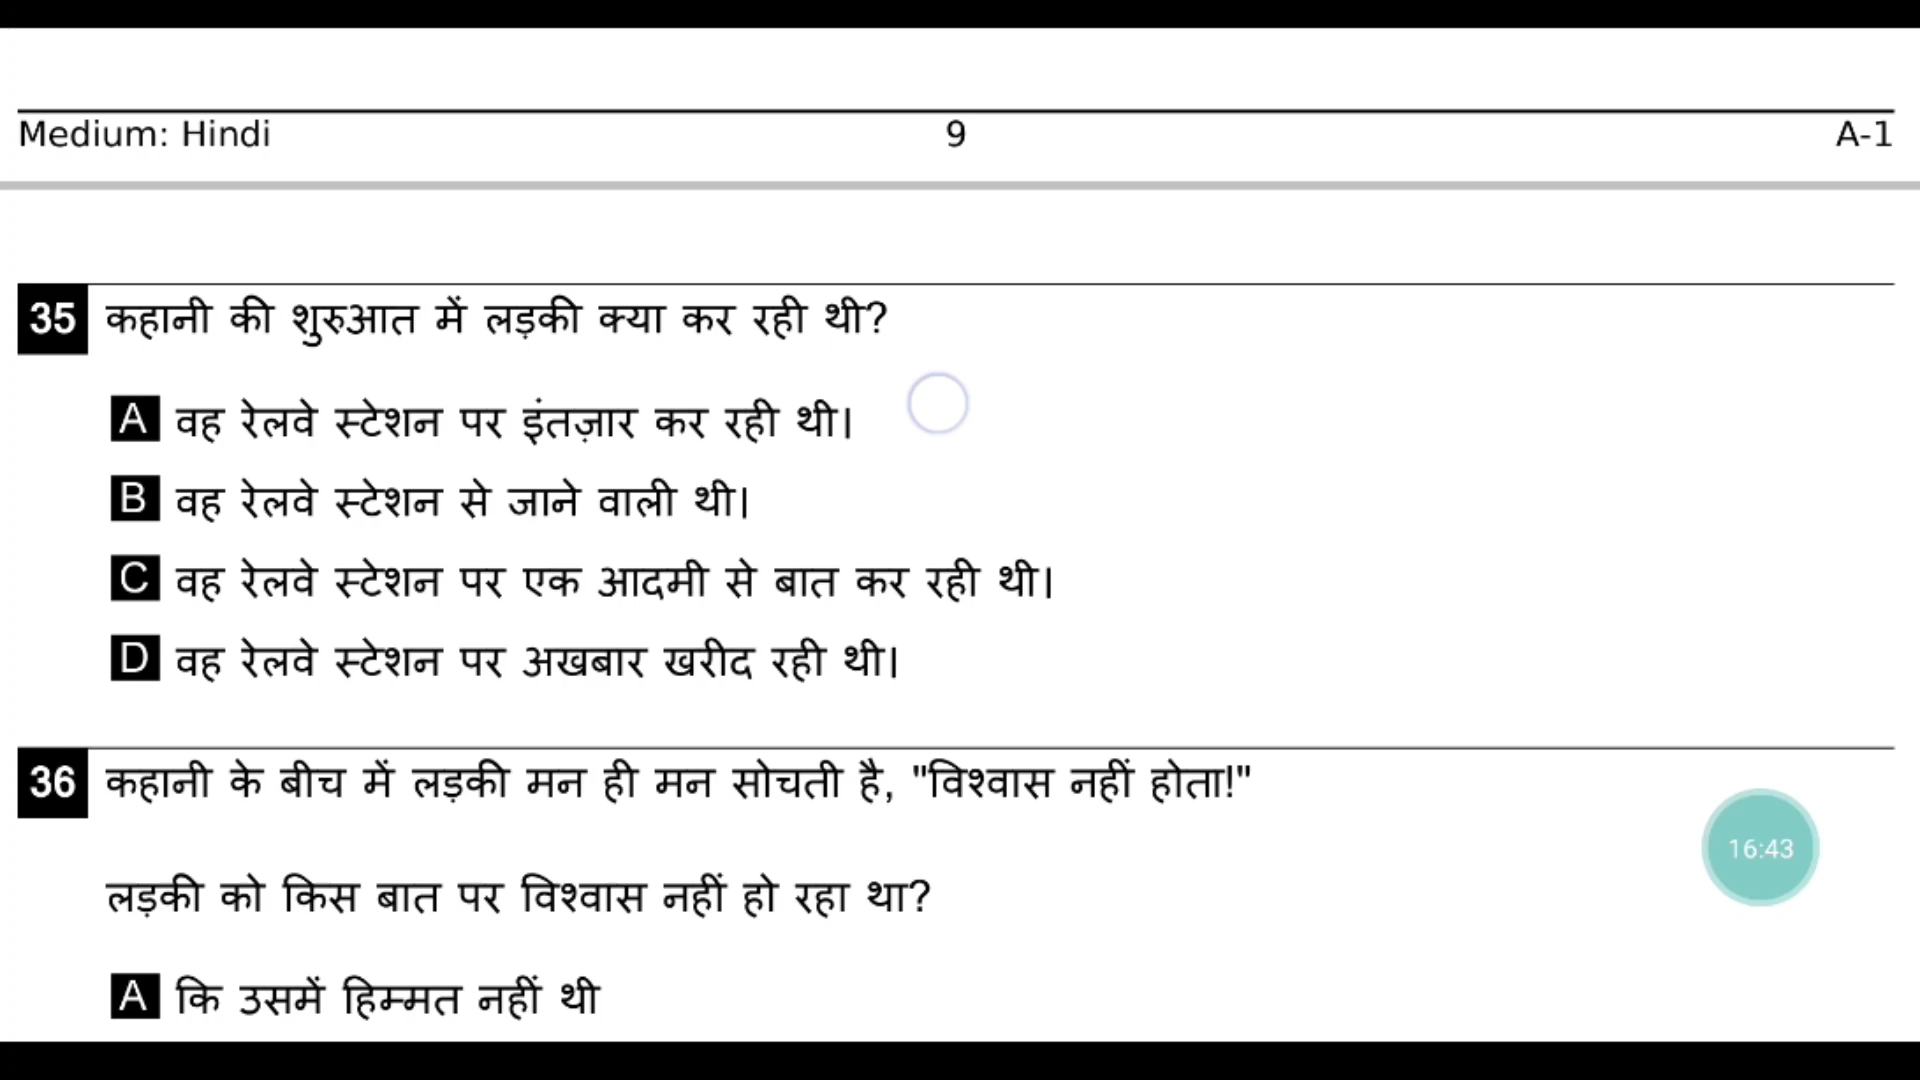 Medium: Hindi 9 A-1
35 कहानी की शुरुआत में लड़की क्या कर रही थी?
A वह रेलवे स्टेशन पर इंतज़ार कर रही थी।
B वह रेलवे स्टेशन से जाने वाली थी।
C वह रेलवे स्टेशन पर एक आदमी से बात कर रही थी।
D वह रेलवे स्टेशन पर अखबार खरीद रही थी।
36 कहानी के बीच में लड़की मन ही मन सोचती है, "विश्वास नहीं होता!"
16:43
लड़की को किस बात पर विश्वास नहीं हो रहा था?
A कि उसमें हिम्मत नहीं थी